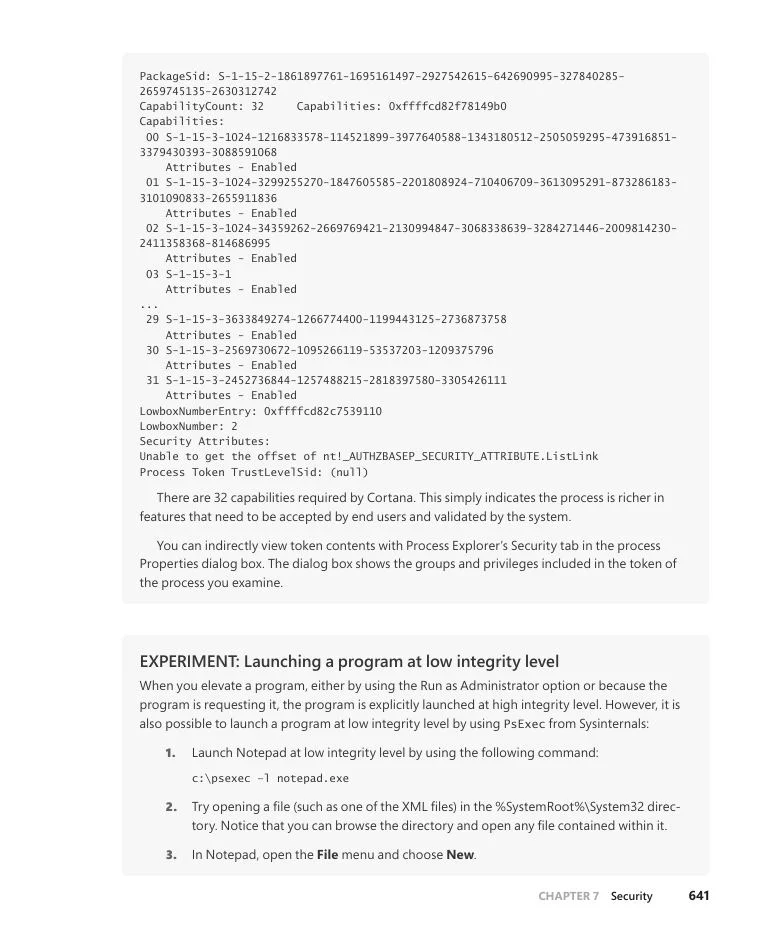 PackageSid: S-1-15-2-1861897761-1695161497-2927542615-642690995-327840285-
2659745135-2630312742
CapabilityCount: 32     Capabilities: 0xffffcd82f78149b0
Capabilities:
 00 S-1-15-3-1024-1216833578-114521899-3977640588-1343180512-2505059295-473916851-
3379430393-3088591068
    Attributes - Enabled
 01 S-1-15-3-1024-3299255270-1847605585-2201808924-710406709-3613095291-873286183-
3101090833-2655911836
    Attributes - Enabled
 02 S-1-15-3-1024-34359262-2669769421-2130994847-3068338639-3284271446-2009814230-
2411358368-814686995
    Attributes - Enabled
 03 S-1-15-3-1
    Attributes - Enabled
...
 29 S-1-15-3-3633849274-1266774400-1199443125-2736873758
    Attributes - Enabled
 30 S-1-15-3-2569730672-1095266119-53537203-1209375796
    Attributes - Enabled
 31 S-1-15-3-2452736844-1257488215-2818397580-3305426111
    Attributes - Enabled
LowboxNumberEntry: 0xffffcd82c7539110
LowboxNumber: 2
Security Attributes:
Unable to get the offset of nt!_AUTHZBASEP_SECURITY_ATTRIBUTE.ListLink
Process Token TrustLevelSid: (null)
There are 32 capabilities required by Cortana. This simply indicates the process is richer in
features that need to be accepted by end users and validated by the system.
You can indirectly view token contents with Process Explorer's Security tab in the process
Properties dialog box. The dialog box shows the groups and privileges included in the token of
the process you examine.
EXPERIMENT: Launching a program at low integrity level
When you elevate a program, either by using the Run as Administrator option or because the
program is requesting it, the program is explicitly launched at high integrity level. However, it is
also possible to launch a program at low integrity level by using PsExec from Sysinternals:
1. Launch Notepad at low integrity level by using the following command:
c:\psexec –l notepad.exe
2. Try opening a file (such as one of the XML files) in the %SystemRoot%\System32 direc-
tory. Notice that you can browse the directory and open any file contained within it.
3. In Notepad, open the File menu and choose New.
CHAPTER 7 Security 641